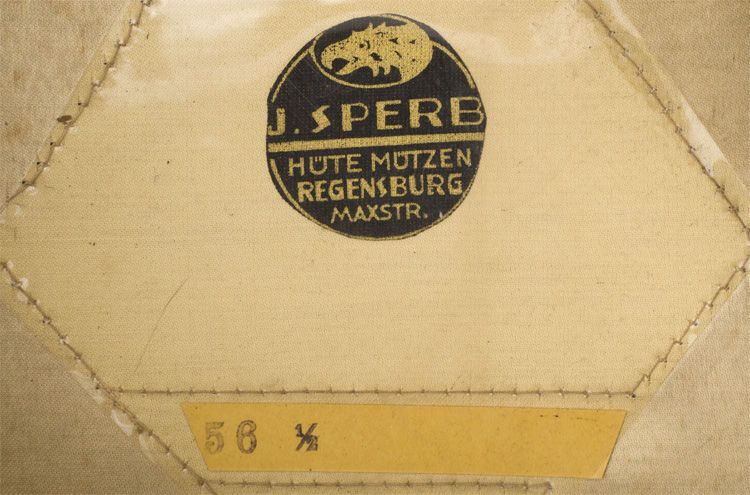 J. SPERB
HÜTE MÜTZEN
REGENSBURG
MAXSTR.
56 ½